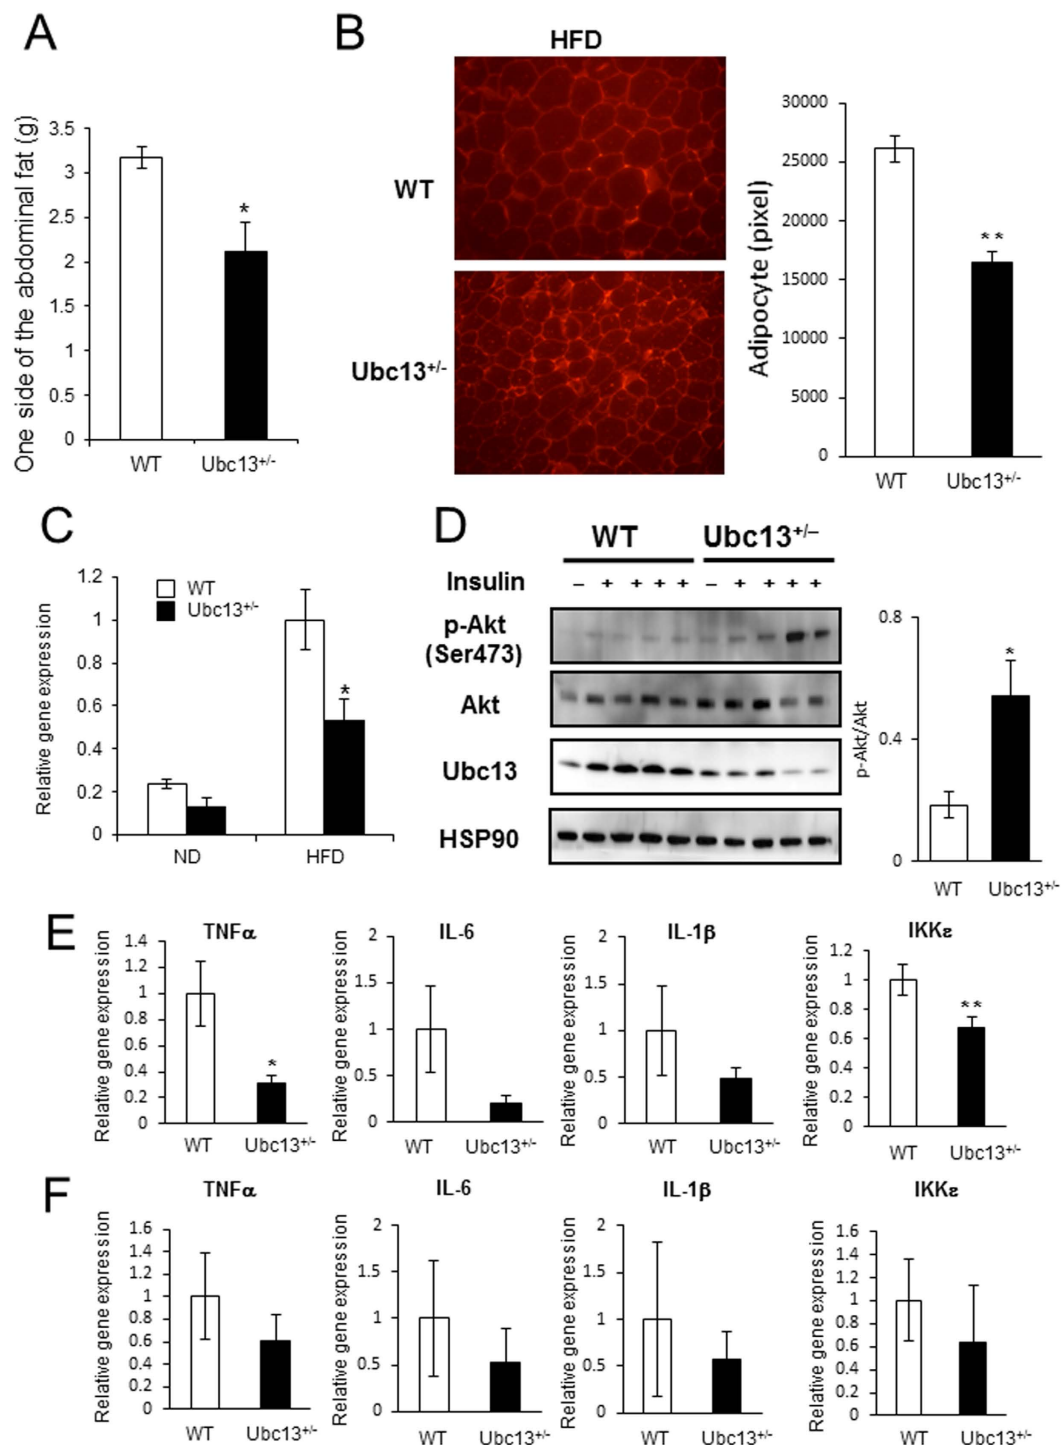 A
One side of the abdominal fat (g)
3.5
3
2.5
2
1.5
1
0.5
0
*
WT
Ubc13+/-
B
HFD
WT
Ubc13+/-
Adipocyte (pixel)
30000
25000
20000
15000
10000
5000
0
**
WT
Ubc13+/-
C
Relative gene expression
1.2
1
0.8
0.6
0.4
0.2
0
WT
Ubc13+/-
*
ND
HFD
D
WT
Ubc13+/–
Insulin
– + + + + – + + + +
p-Akt
(Ser473)
Akt
Ubc13
HSP90
p-Akt/Akt
0.8
0.4
0
*
WT
Ubc13+/-
E
TNFα
Relative gene expression
1.4
1.2
1
0.8
0.6
0.4
0.2
0
*
WT
Ubc13+/-
IL-6
Relative gene expression
2
1.5
1
0.5
0
WT
Ubc13+/-
IL-1β
Relative gene expression
2
1.5
1
0.5
0
WT
Ubc13+/-
IKKε
Relative gene expression
1.2
1
0.8
0.6
0.4
0.2
0
**
WT
Ubc13+/-
F
TNFα
Relative gene expression
1.6
1.4
1.2
1
0.8
0.6
0.4
0.2
0
WT
Ubc13+/-
IL-6
Relative gene expression
2
1.5
1
0.5
0
WT
Ubc13+/-
IL-1β
Relative gene expression
2
1.5
1
0.5
0
WT
Ubc13+/-
IKKε
Relative gene expression
1.6
1.4
1.2
1
0.8
0.6
0.4
0.2
0
WT
Ubc13+/-